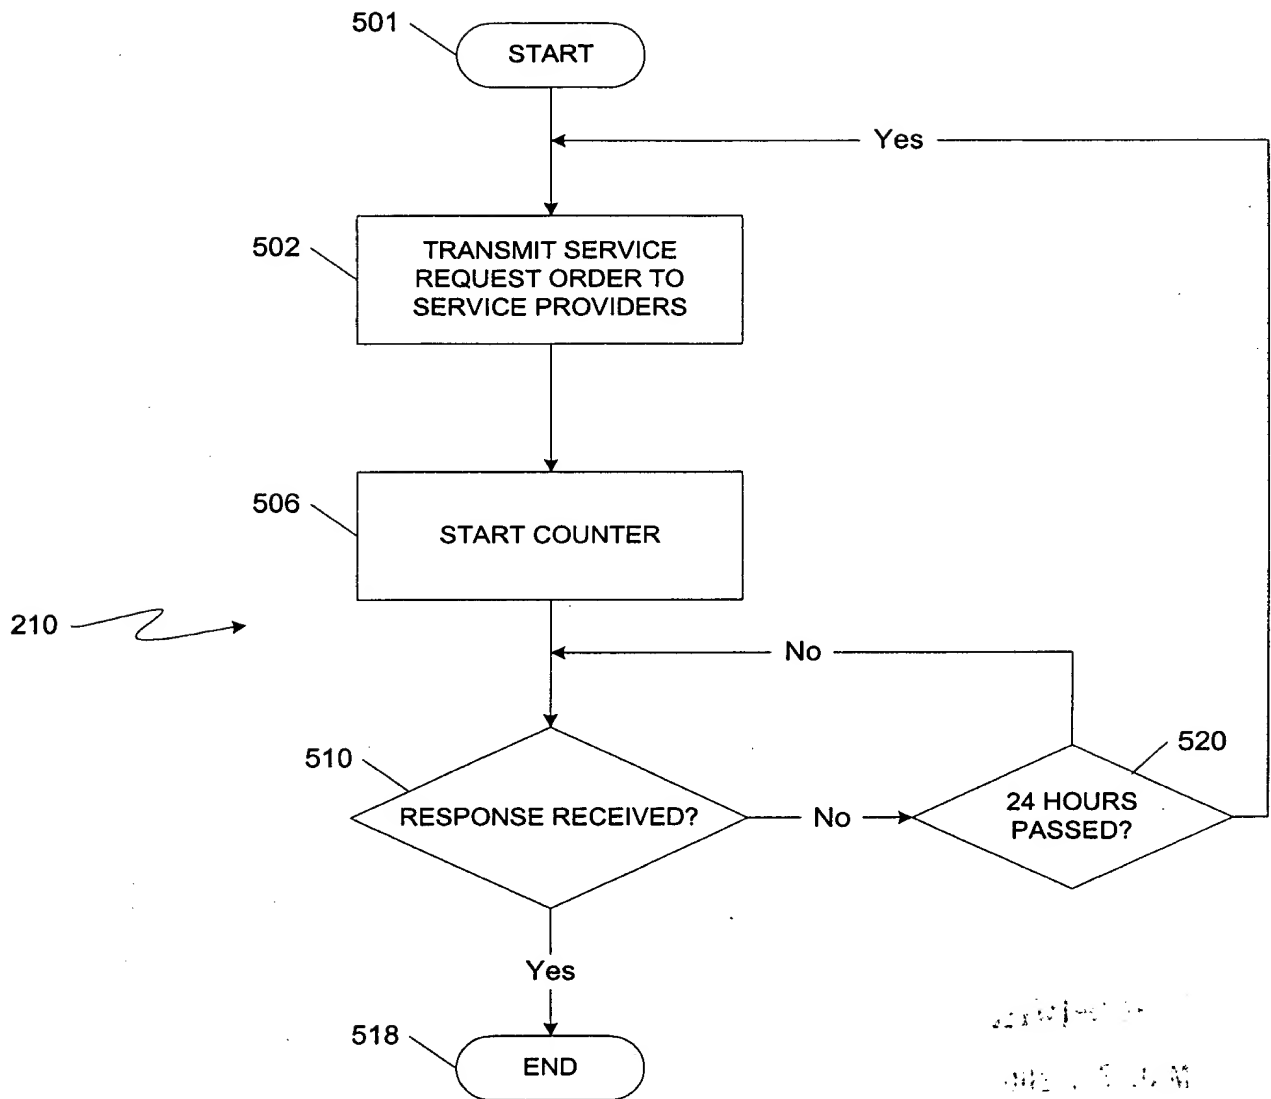 501
START
Yes
502
TRANSMIT SERVICE
REQUEST ORDER TO
SERVICE PROVIDERS
506
START COUNTER
210
No
510
RESPONSE RECEIVED?
No
520
24 HOURS
PASSED?
Yes
518
END